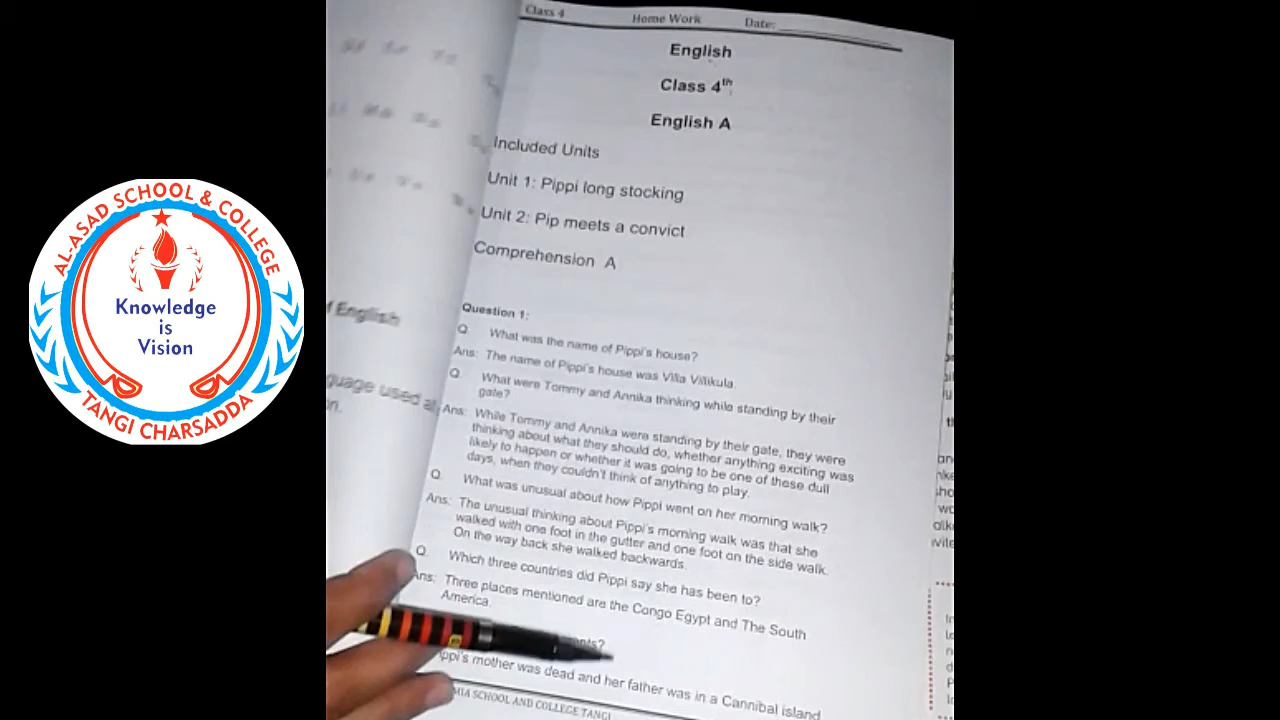 AL-ASAD SCHOOL & COLLEGE
Knowledge
is
Vision
TANGI CHARSADDA
Class 4 Home Work Date:
English
Class 4th
English A
Included Units
Unit 1: Pippi long stocking
Unit 2: Pip meets a convict
Comprehension A
Question 1:
Q. What was the name of Pippi's house?
Ans: The name of Pippi's house was Villa Villikula.
Q. What were Tommy and Annika thinking while standing by their
gate?
Ans: While Tommy and Annika were standing by their gate, they were
thinking about what they should do, whether anything exciting was
likely to happen or whether it was going to be one of these dull
days, when they couldn't think of anything to play.
Q. What was unusual about how Pippi went on her morning walk?
Ans: The unusual thinking about Pippi's morning walk was that she
walked with one foot in the gutter and one foot on the side walk.
On the way back she walked backwards.
Q. Which three countries did Pippi say she has been to?
Ans: Three places mentioned are the Congo Egypt and The South
America.
mother was dead and her father was in a Cannibal island
SCHOOL AND COLLEGE TANGI
English
used